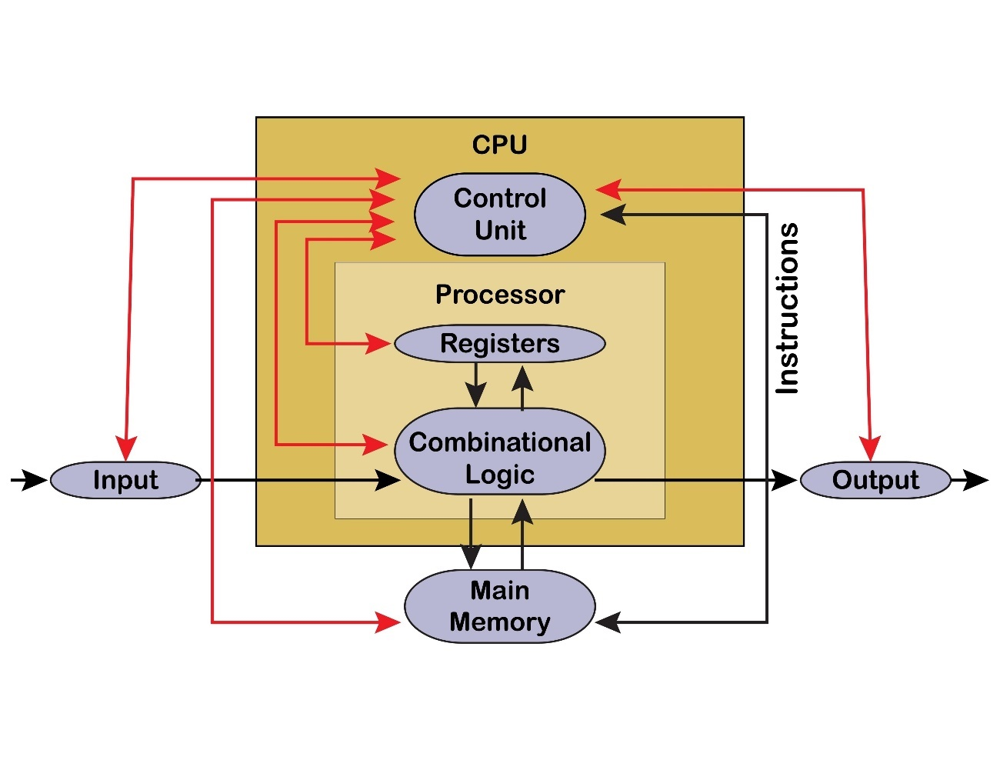 CPU
Control
Unit
Instructions
Processor
Registers
Combinational
Logic
Input
Output
Main
Memory